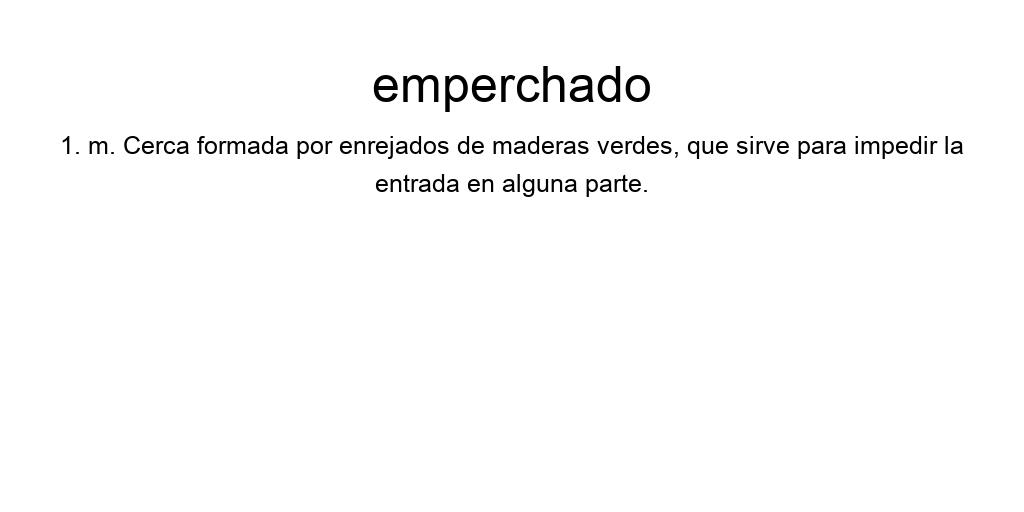 emperchado
1. m. Cerca formada por enrejados de maderas verdes, que sirve para impedir la
entrada en alguna parte.